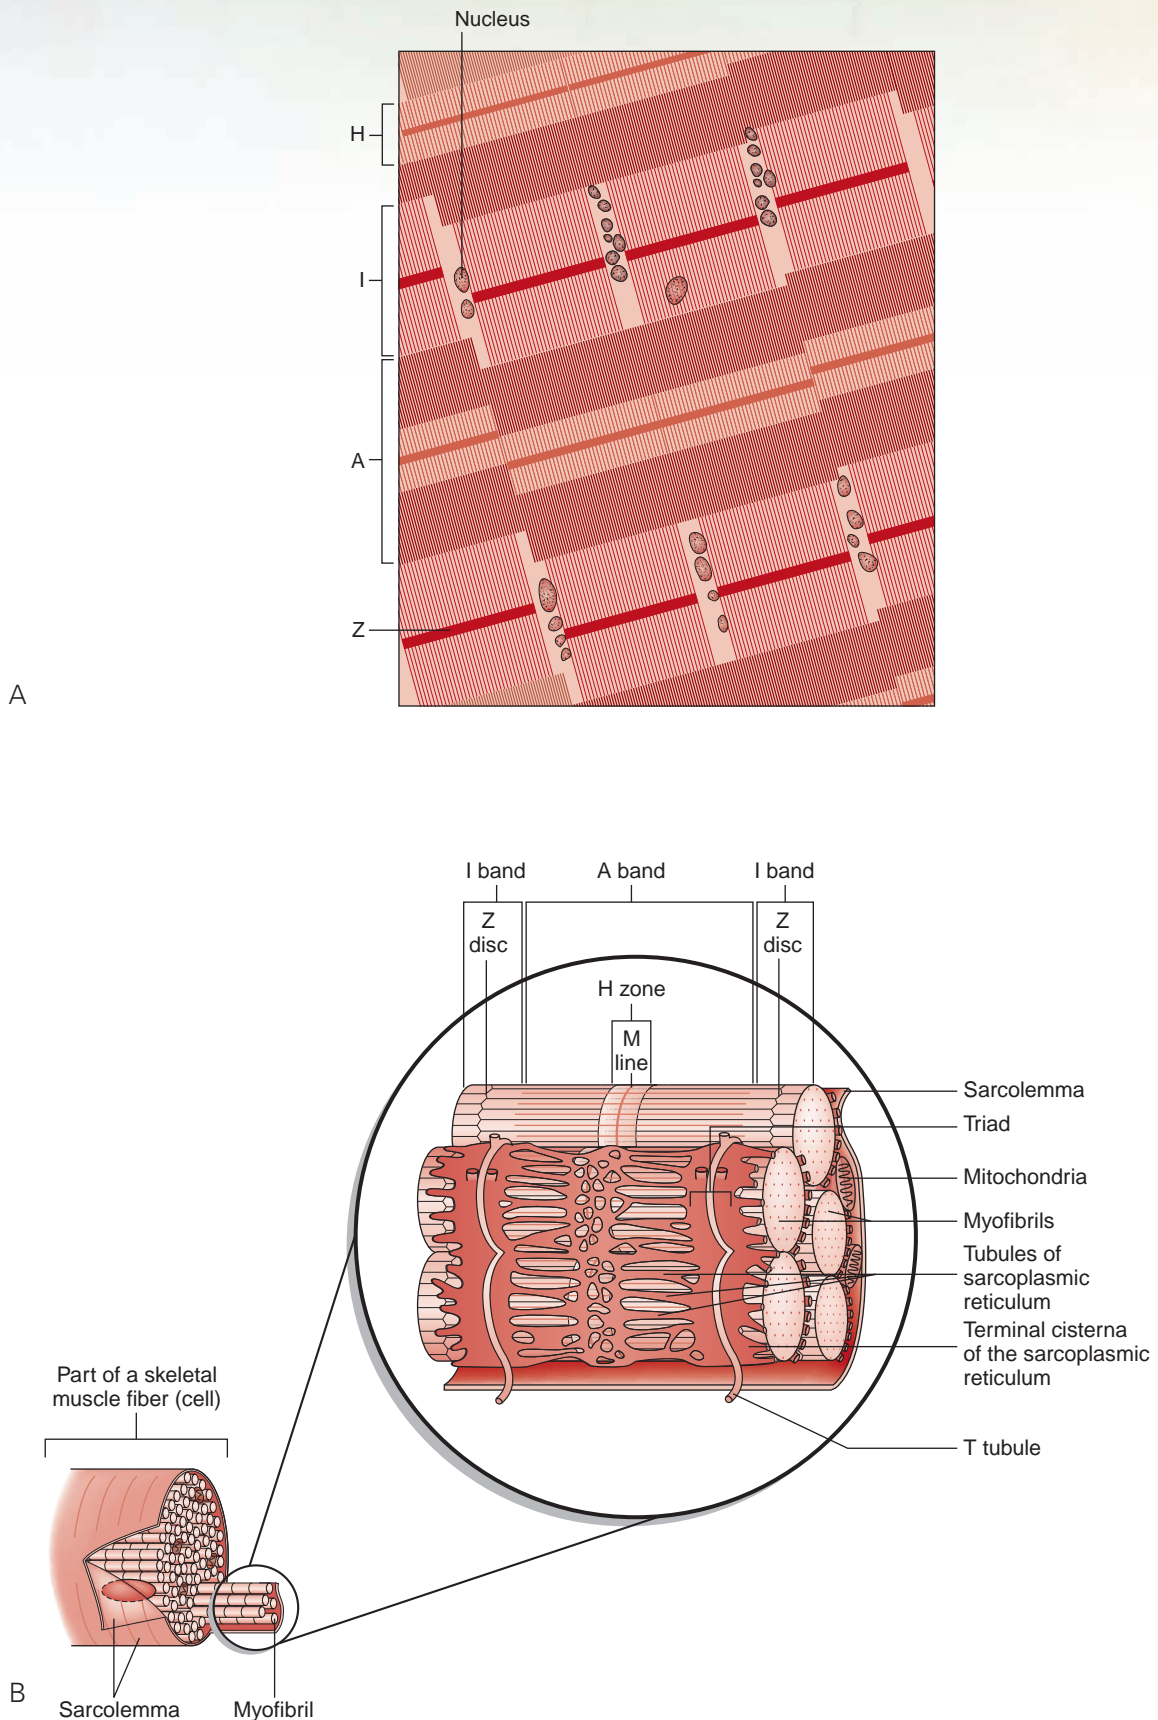 Nucleus
H
I
A
Z
A
I band
A band
I band
Z
disc
Z
disc
H zone
M
line
Sarcolemma
Triad
Mitochondria
Myofibrils
Tubules of
sarcoplasmic
reticulum
Terminal cisterna
of the sarcoplasmic
reticulum
T tubule
Part of a skeletal
muscle fiber (cell)
Sarcolemma
Myofibril
B